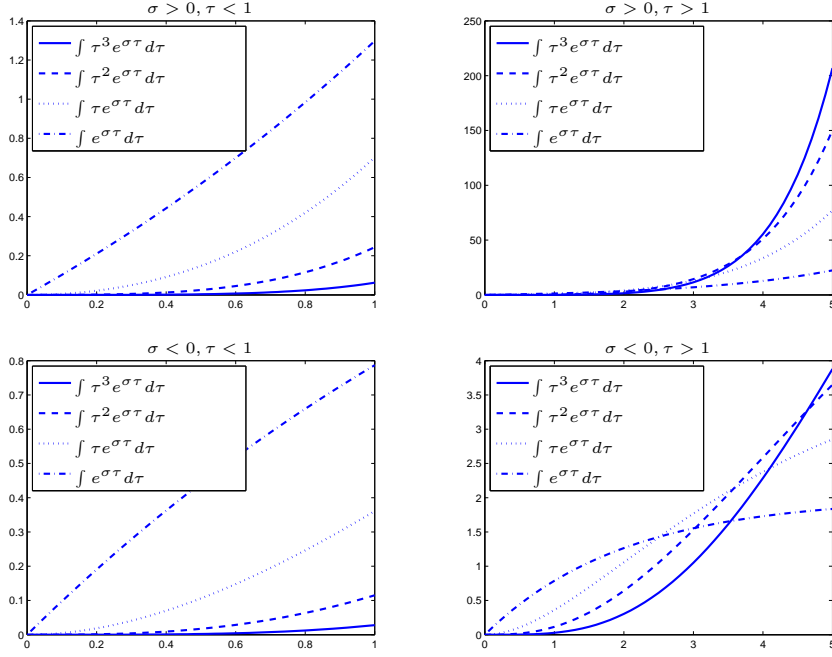 σ > 0, τ < 1
1.4
1.2
1
0.8
0.6
0.4
0.2
0
∫ τ³e^{στ}dτ
∫ τ²e^{στ}dτ
∫ τe^{στ}dτ
∫ e^{στ}dτ
0 0.2 0.4 0.6 0.8 1
σ > 0, τ > 1
250
200
150
100
50
0
∫ τ³e^{στ}dτ
∫ τ²e^{στ}dτ
∫ τe^{στ}dτ
∫ e^{στ}dτ
0 1 2 3 4 5
σ < 0, τ < 1
0.8
0.7
0.6
0.5
0.4
0.3
0.2
0.1
0
∫ τ³e^{στ}dτ
∫ τ²e^{στ}dτ
∫ τe^{στ}dτ
∫ e^{στ}dτ
0 0.2 0.4 0.6 0.8 1
σ < 0, τ > 1
4
3.5
3
2.5
2
1.5
1
0.5
0
∫ τ³e^{στ}dτ
∫ τ²e^{στ}dτ
∫ τe^{στ}dτ
∫ e^{στ}dτ
0 1 2 3 4 5